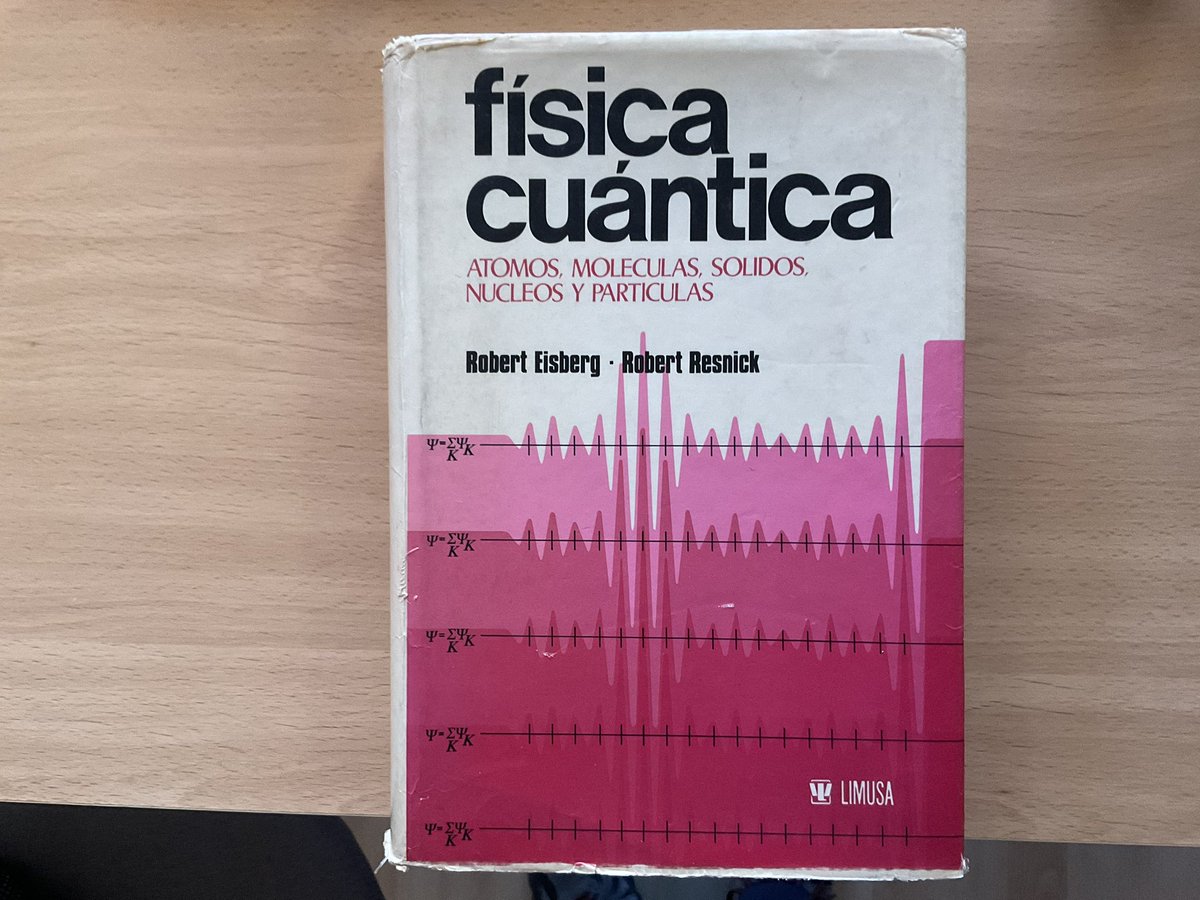 física
cuántica
ATOMOS, MOLECULAS, SOLIDOS,
NUCLEOS Y PARTICULAS
Robert Eisberg · Robert Resnick
Ψ=ΣΨK
K
Ψ=ΣΨK
K
Ψ=ΣΨK
K
Ψ=ΣΨK
K
LIMUSA
Ψ=ΣΨK
K